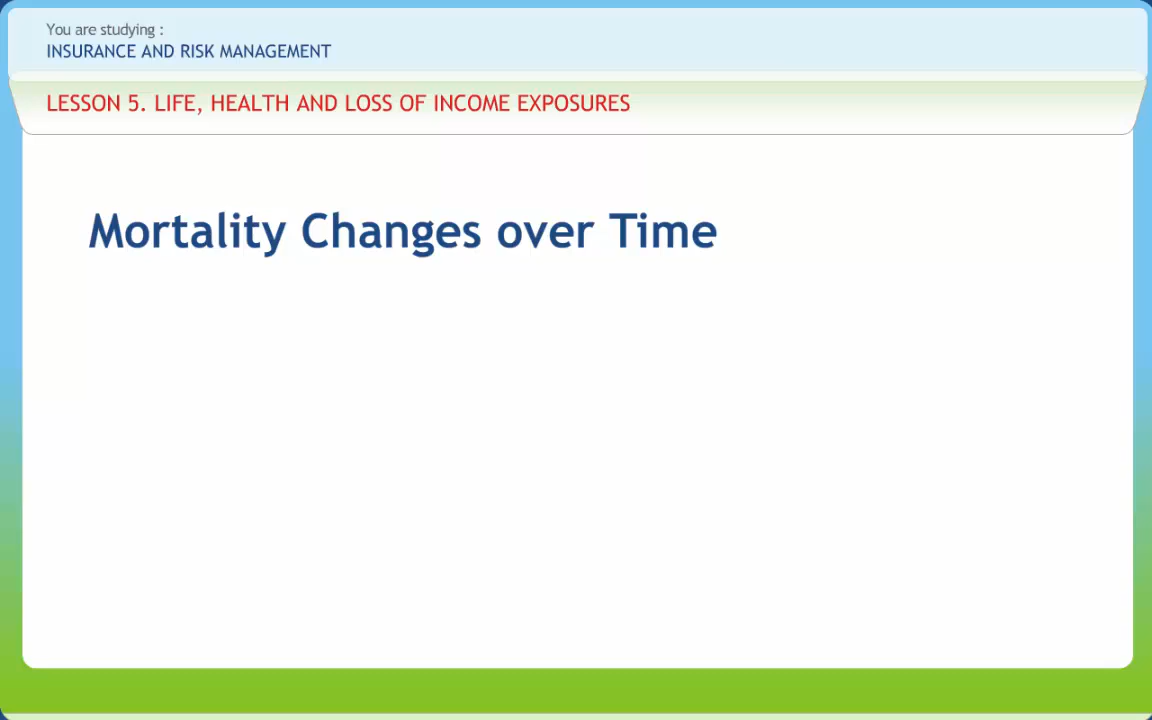 You are studying :
INSURANCE AND RISK MANAGEMENT
LESSON 5. LIFE, HEALTH AND LOSS OF INCOME EXPOSURES
Mortality Changes over Time